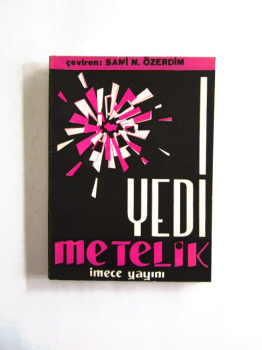 çeviren: SAMİ N. ÖZERDİM
YEDİ
METELİK
imece yayını